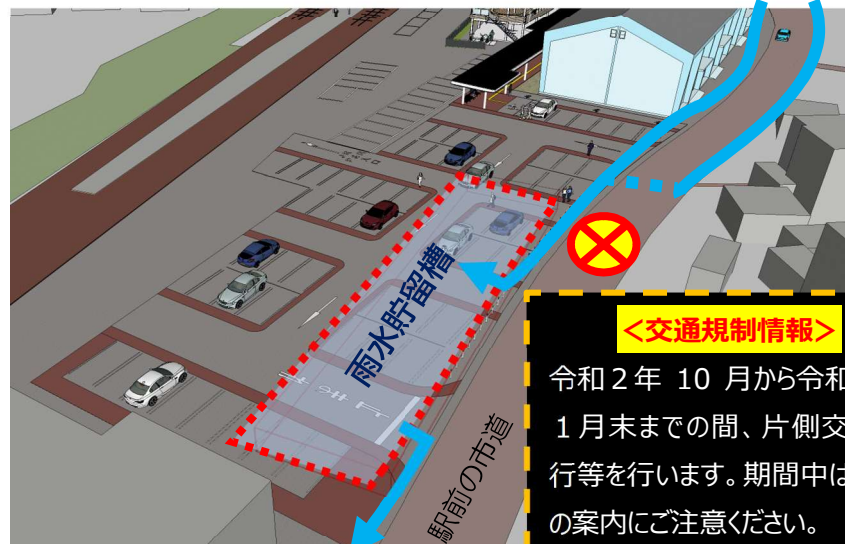 雨水貯留槽
駅前の市道
<交通規制情報>
令和２年 10 月から令和
１月末までの間、片側交
行等を行います。期間中は
の案内にご注意ください。